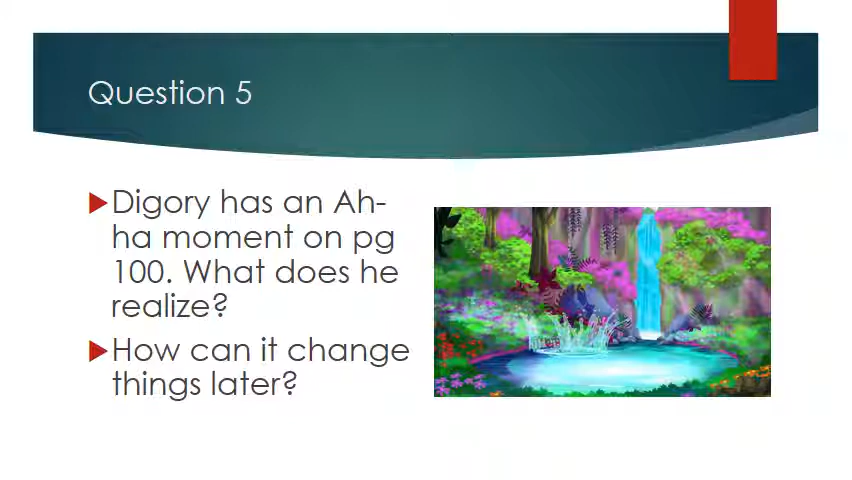 Question 5
Digory has an Ah-
ha moment on pg
100. What does he
realize?
How can it change
things later?